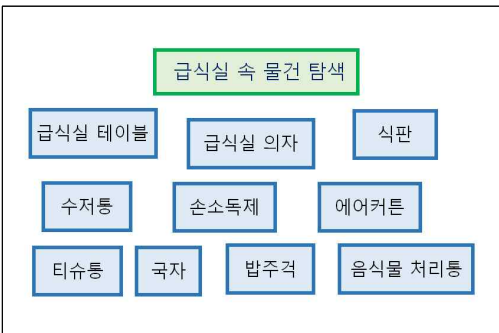 급식실 속 물건 탐색
급식실 테이블
급식실 의자
식판
수저통
손소독제
에어커튼
티슈통
국자
밥주걱
음식물 처리통